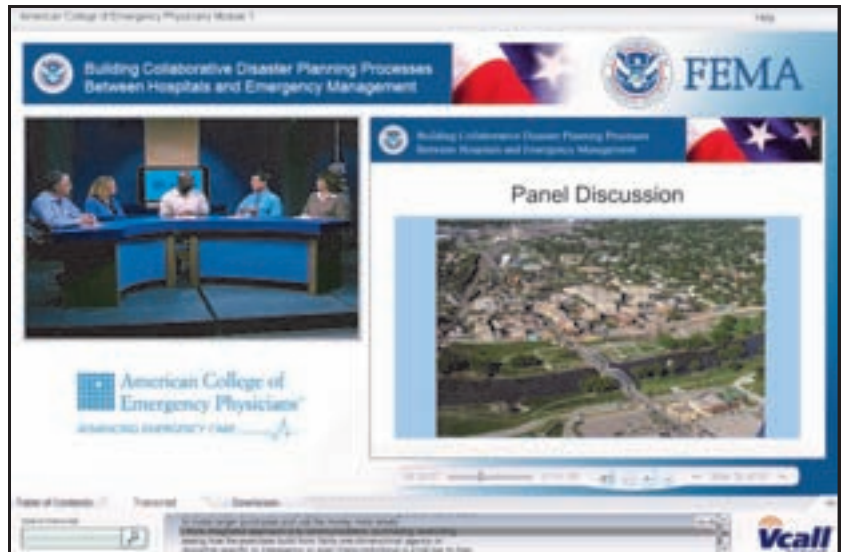 American College of Emergency Physicians Module 1
Help
Building Collaborative Disaster Planning Processes
Between Hospitals and Emergency Management
FEMA
Building Collaborative Disaster Planning Processes
Between Hospitals and Emergency Management
Panel Discussion
American College of
Emergency Physicians®
ADVANCING EMERGENCY CARE
Table of Contents
Transcript
Downloads
Vcall